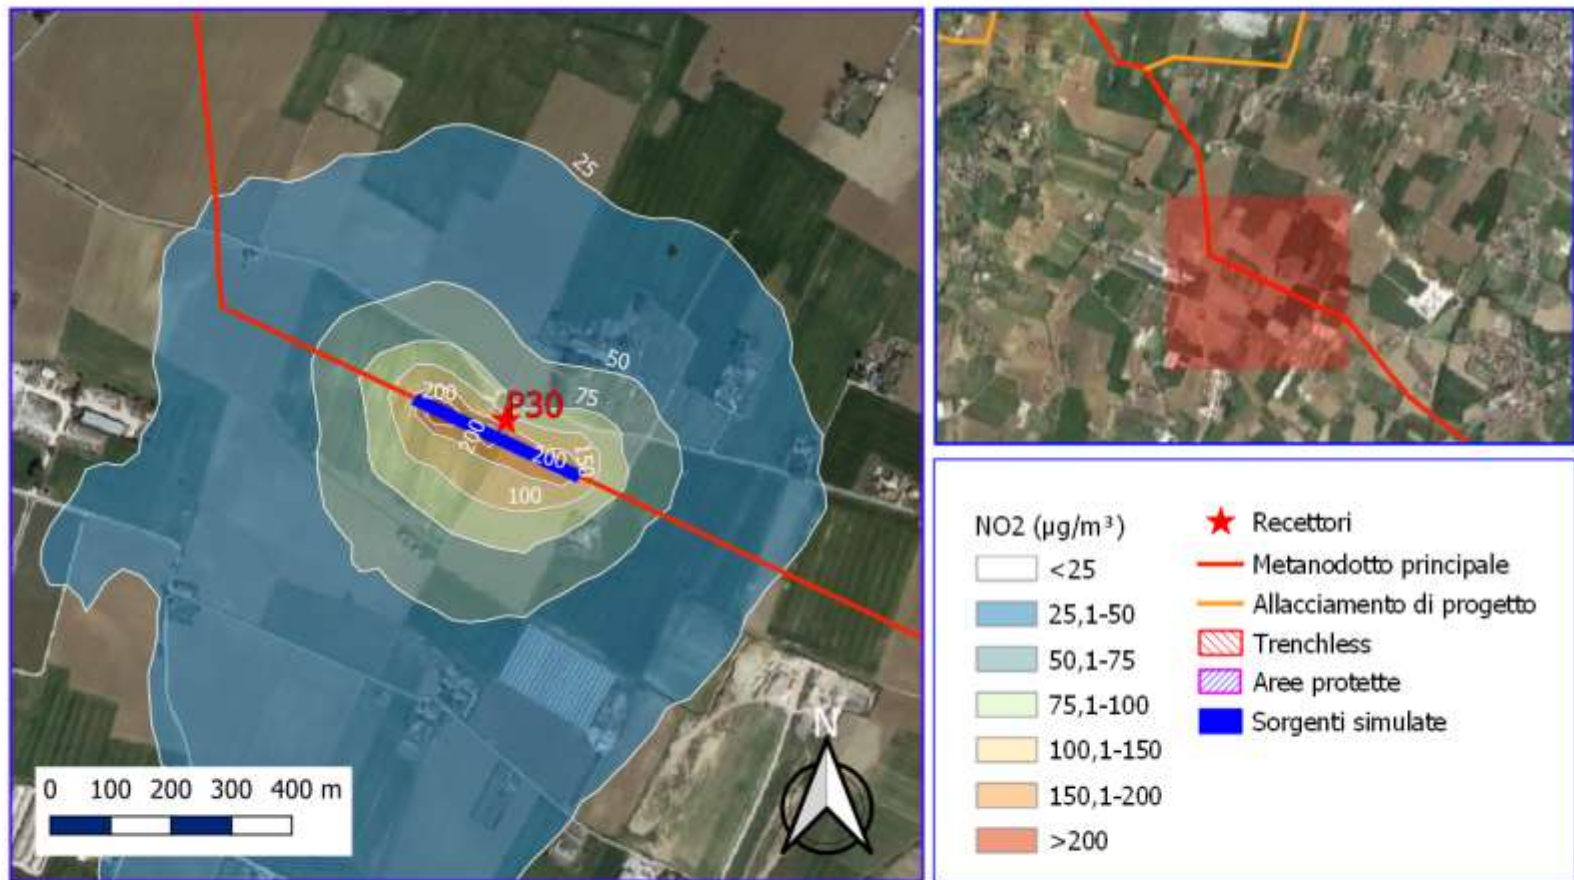 25
50
75
200
P30
200
200
150
100
N
0 100 200 300 400 m
NO2 (µg/m³)
<25
25,1-50
50,1-75
75,1-100
100,1-150
150,1-200
>200
Recettori
Metanodotto principale
Allacciamento di progetto
Trenchless
Aree protette
Sorgenti simulate